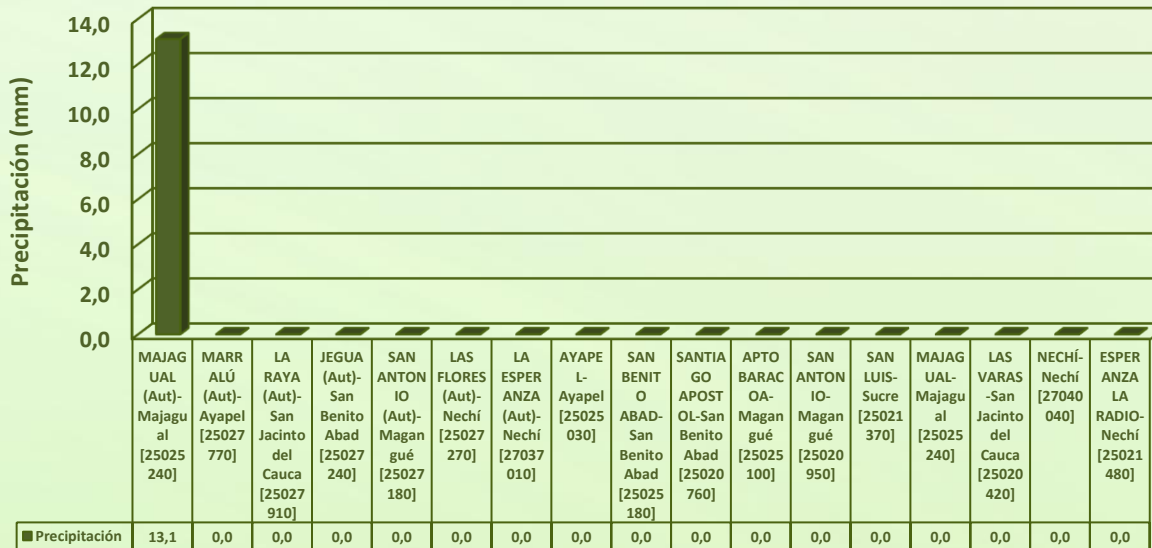 Precipitación (mm)
14,0
12,0
10,0
8,0
6,0
4,0
2,0
0,0
MAJAG
UAL
(Aut)-
Majagu
al
[25025
240]
MARR
ALÚ
(Aut)-
Ayapel
[25027
770]
LA
RAYA
(Aut)-
San
Jacinto
del
Cauca
[25027
910]
JEGUA
(Aut)-
San
Benito
Abad
[25027
240]
SAN
ANTON
IO
(Aut)-
Magan
gué
[25027
180]
LAS
FLORES
(Aut)-
Nechí
[25027
270]
LA
ESPER
ANZA
(Aut)-
Nechí
[27037
010]
AYAPE
L-
Ayapel
[25025
030]
SAN
BENIT
O
ABAD-
San
Benito
Abad
[25025
180]
SANTIA
GO
APOST
OL-San
Benito
Abad
[25020
760]
APTO
BARAC
OA-
Magan
gué
[25025
100]
SAN
ANTON
IO-
Magan
gué
[25020
950]
SAN
LUIS-
Sucre
[25021
370]
MAJAG
UAL-
Majagu
al
[25025
240]
LAS
VARAS
-San
Jacinto
del
Cauca
[25020
420]
NECHÍ-
Nechí
[27040
040]
ESPER
ANZA
LA
RADIO-
Nechí
[25021
480]
Precipitación 13,1 0,0 0,0 0,0 0,0 0,0 0,0 0,0 0,0 0,0 0,0 0,0 0,0 0,0 0,0 0,0 0,0